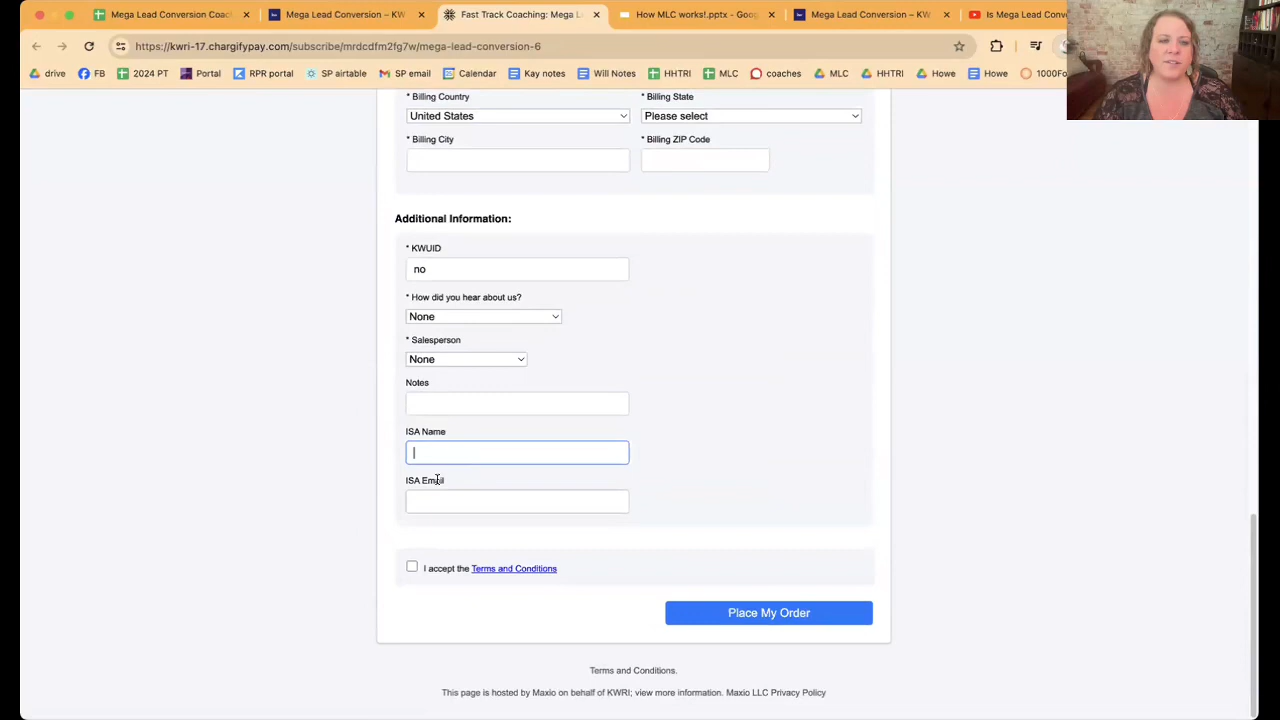 Mega Lead Conversion Coac
Mega Lead Conversion – KW
Fast Track Coaching: Mega L
How MLC works!.pptx - Goog
Mega Lead Conversion – KW
Is Mega Lead Conv
https://kwri-17.chargifypay.com/subscribe/mrdcdfm2fg7w/mega-lead-conversion-6
drive
FB
2024 PT
Portal
RPR portal
SP airtable
SP email
Calendar
Kay notes
Will Notes
HHTRI
MLC
coaches
MLC
HHTRI
Howe
Howe
1000Fo
* Billing Country
* Billing State
United States
Please select
* Billing City
* Billing ZIP Code
Additional Information:
* KWUID
no
* How did you hear about us?
None
* Salesperson
None
Notes
ISA Name
ISA Email
I accept the Terms and Conditions
Place My Order
Terms and Conditions.
This page is hosted by Maxio on behalf of KWRI; view more information. Maxio LLC Privacy Policy